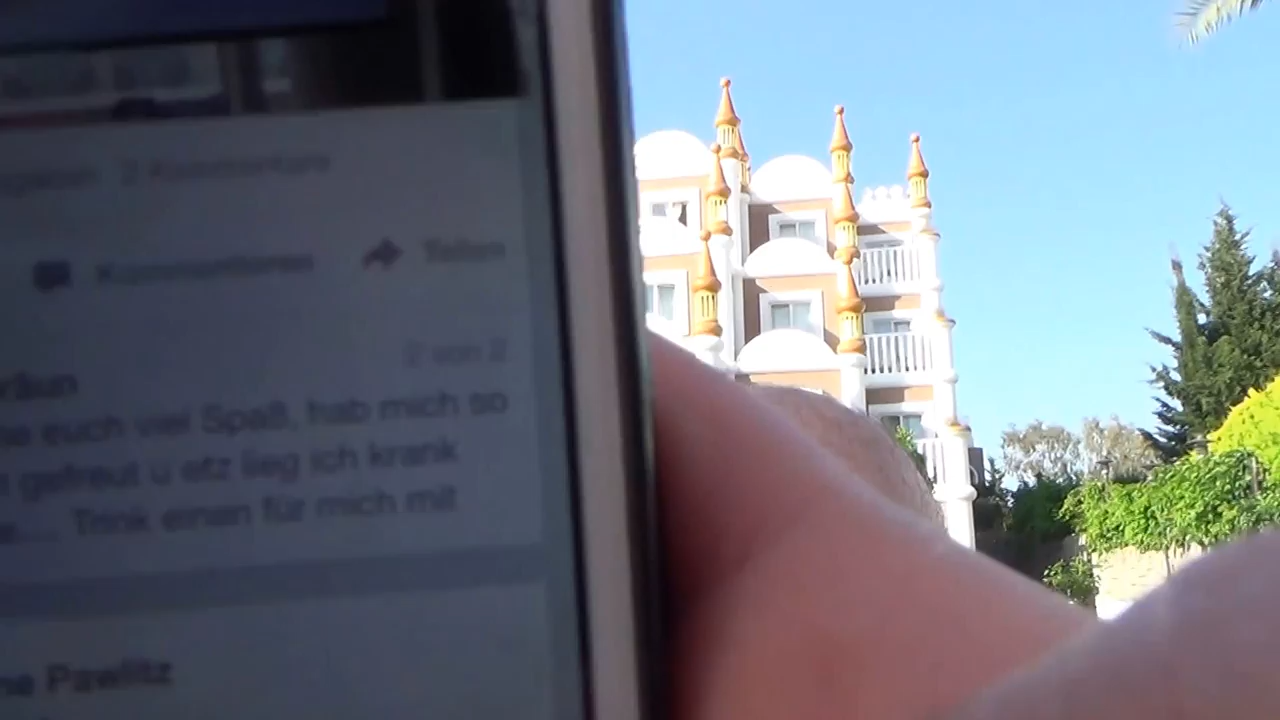 2 Kommentare
Kommentieren Teilen
2 von 2
euch viel Spaß, hab mich so
gefreut u etz lieg ich krank
Trink einen für mich mit
Pawlitz